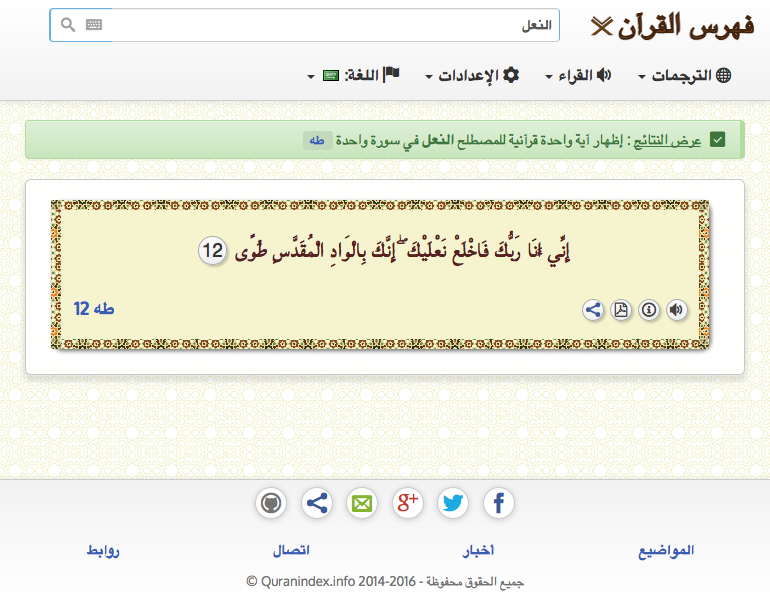 فهرس القرآن
النعل
الترجمات
القراء
الإعدادات
اللغة:
عرض النتائج : إظهار آية واحدة قرآنية للمصطلح النعل في سورة واحدة طه
إِنِّي أَنَا رَبُّكَ فَاخْلَعْ نَعْلَيْكَ ۖ إِنَّكَ بِالْوَادِ الْمُقَدَّسِ طُوًى 12
طه 12
المواضيع
أخبار
اتصال
روابط
جميع الحقوق محفوظة - Quranindex.info 2014-2016 ©